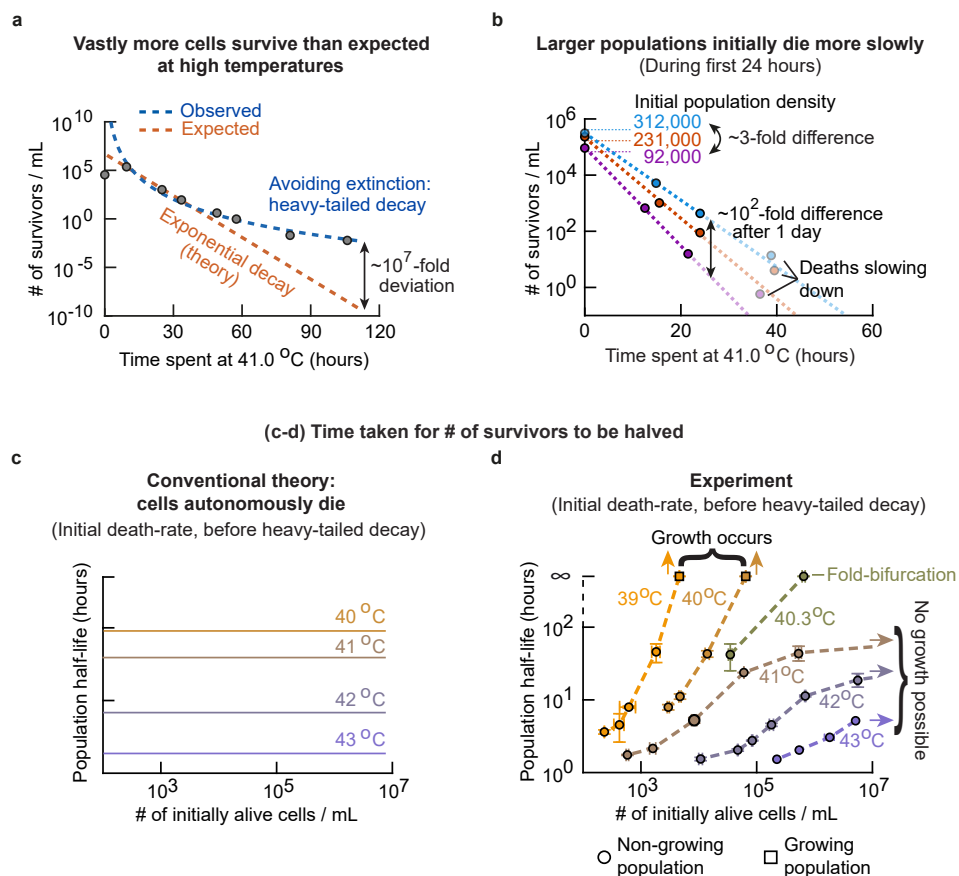 a
Vastly more cells survive than expected
at high temperatures
10^10
10^5
10^0
10^-5
10^-10
# of survivors / mL
Observed
Expected
Avoiding extinction:
heavy-tailed decay
Exponential decay
(theory)
~10^7-fold
deviation
0
30
60
90
120
Time spent at 41.0 °C (hours)
b
Larger populations initially die more slowly
(During first 24 hours)
10^6
10^4
10^2
10^0
# of survivors / mL
Initial population density
312,000
231,000
92,000
~3-fold difference
~10^2-fold difference
after 1 day
Deaths slowing
down
0
20
40
60
Time spent at 41.0 °C (hours)
(c-d) Time taken for # of survivors to be halved
c
Conventional theory:
cells autonomously die
(Initial death-rate, before heavy-tailed decay)
Population half-life (hours)
40 °C
41 °C
42 °C
43 °C
10^3
10^5
10^7
# of initially alive cells / mL
d
Experiment
(Initial death-rate, before heavy-tailed decay)
Growth occurs
∞
10^2
10^1
10^0
Population half-life (hours)
39°C
40°C
Fold-bifurcation
40.3°C
41°C
42°C
43°C
No growth possible
10^3
10^5
10^7
# of initially alive cells / mL
Non-growing
population
Growing
population